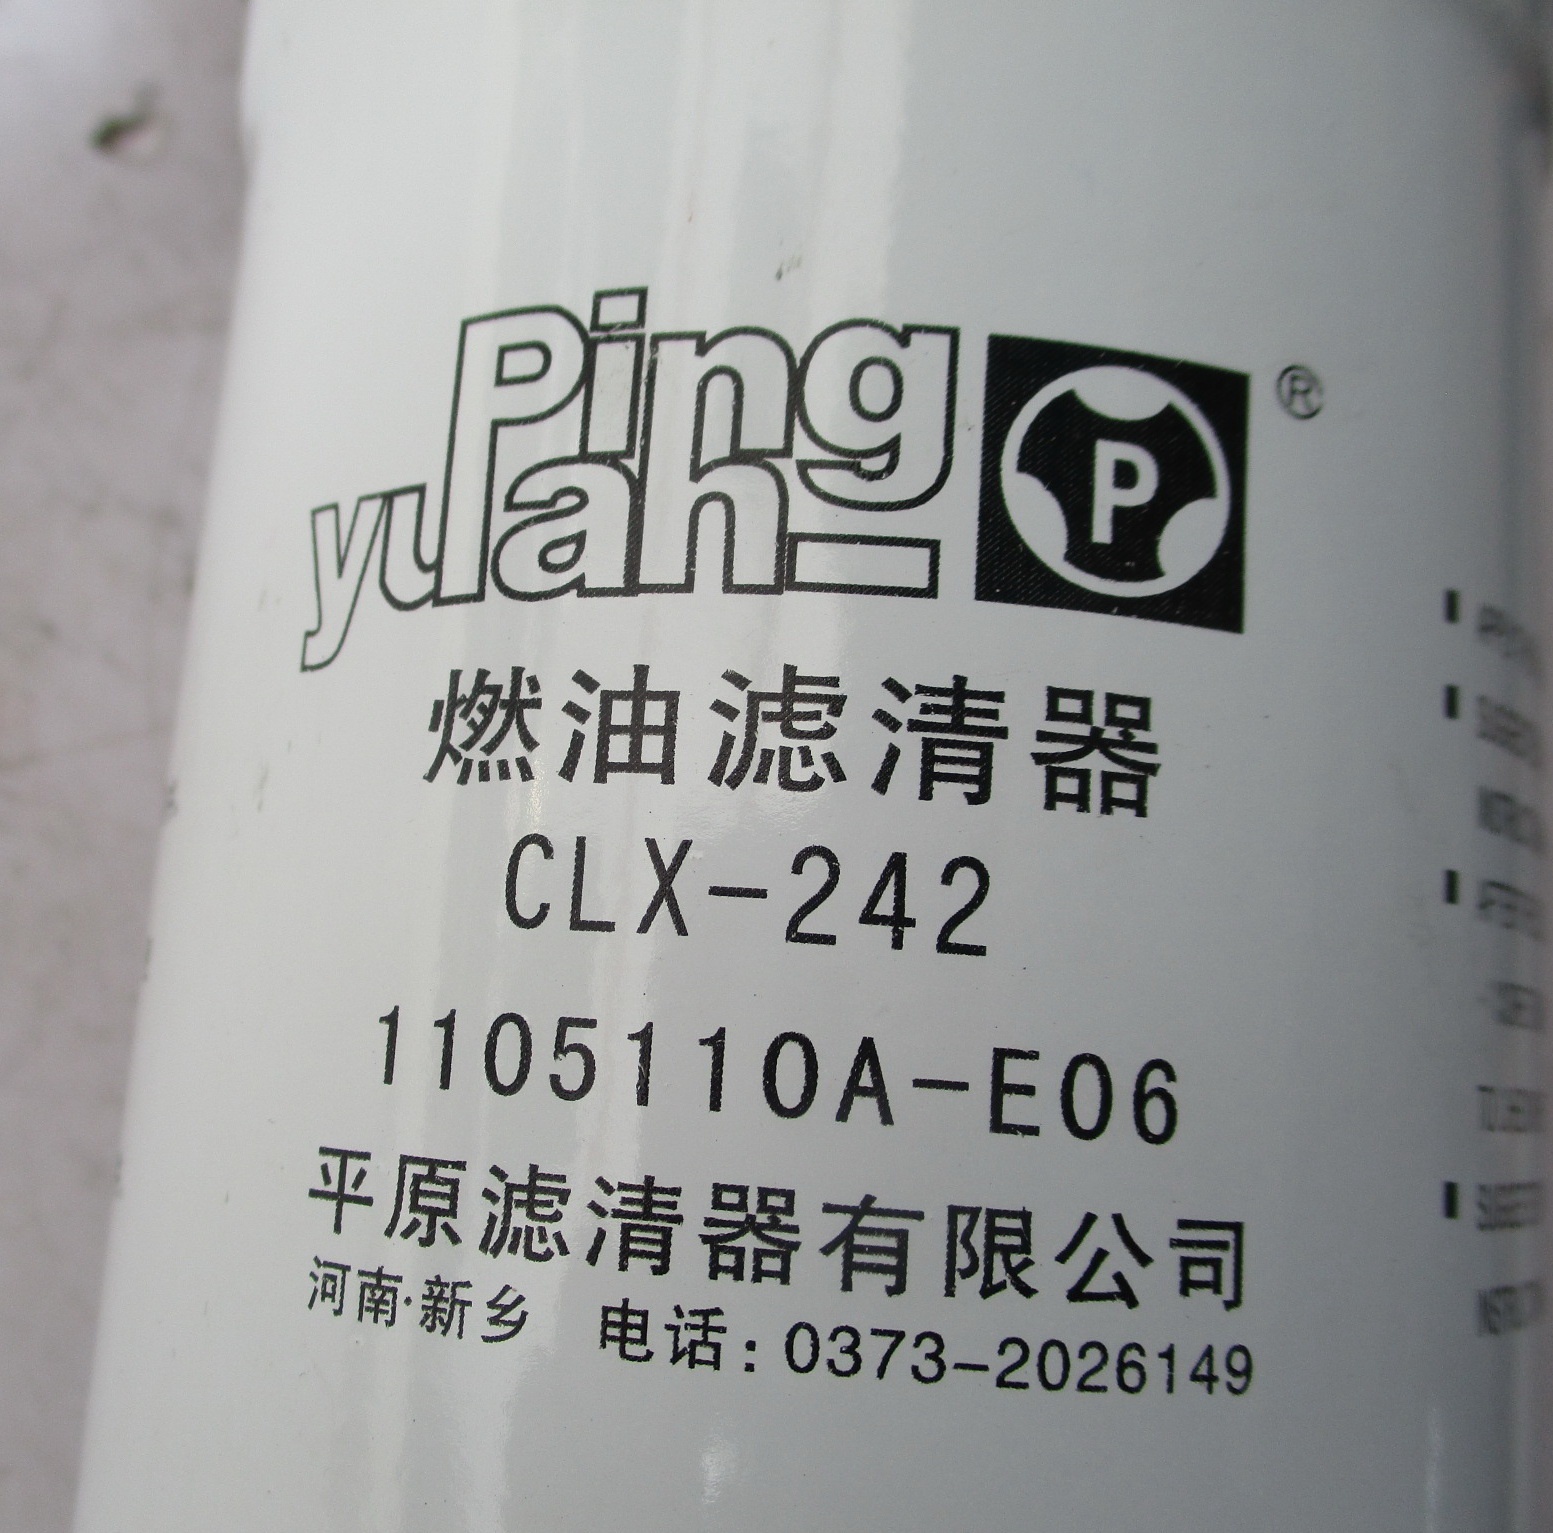 Ping
yuan
P ®
燃油滤清器
CLX-242
1105110A-E06
平原滤清器有限公司
河南·新乡 电话:0373-2026149